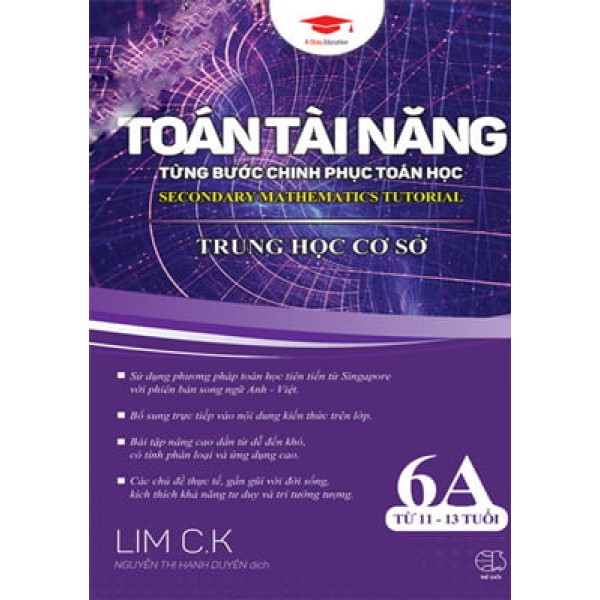 A Chau Education
TOÁN TÀI NĂNG
TỪNG BƯỚC CHINH PHỤC TOÁN HỌC
SECONDARY MATHEMATICS TUTORIAL
TRUNG HỌC CƠ SỞ
Sử dụng phương pháp toán học tiên tiến từ Singapore
với phiên bản song ngữ Anh - Việt.
Bổ sung trực tiếp vào nội dung kiến thức trên lớp.
Bài tập nâng cao dần từ dễ đến khó,
có tính phân loại và ứng dụng cao.
Các chủ đề thực tế, gần gũi với đời sống,
kích thích khả năng tư duy và trí tưởng tượng.
6A
TỪ 11 - 13 TUỔI
LIM C.K
NGUYỄN THỊ HẠNH DUYÊN dịch
THẾ GIỚI